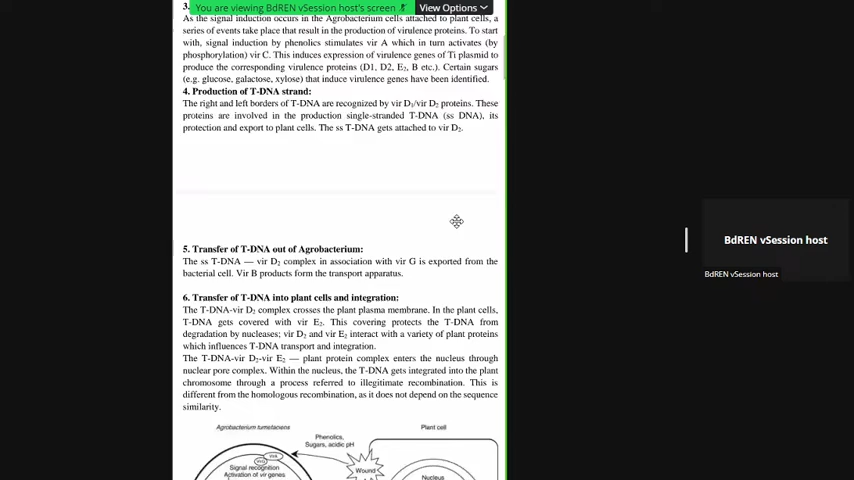 You are viewing BdREN vSession host's screen
View Options
3.
As the signal induction occurs in the Agrobacterium cells attached to plant cells, a
series of events take place that result in the production of virulence proteins. To start
with, signal induction by phenolics stimulates vir A which in turn activates (by
phosphorylation) vir C. This induces expression of virulence genes of Ti plasmid to
produce the corresponding virulence proteins (D1, D2, E2, B etc.). Certain sugars
(e.g. glucose, galactose, xylose) that induce virulence genes have been identified.
4. Production of T-DNA strand:
The right and left borders of T-DNA are recognized by vir D1/vir D2 proteins. These
proteins are involved in the production single-stranded T-DNA (ss DNA), its
protection and export to plant cells. The ss T-DNA gets attached to vir D2.
5. Transfer of T-DNA out of Agrobacterium:
The ss T-DNA — vir D2 complex in association with vir G is exported from the
bacterial cell. Vir B products form the transport apparatus.
6. Transfer of T-DNA into plant cells and integration:
The T-DNA-vir D2 complex crosses the plant plasma membrane. In the plant cells,
T-DNA gets covered with vir E2. This covering protects the T-DNA from
degradation by nucleases; vir D2 and vir E2 interact with a variety of plant proteins
which influences T-DNA transport and integration.
The T-DNA-vir D2-vir E2 — plant protein complex enters the nucleus through
nuclear pore complex. Within the nucleus, the T-DNA gets integrated into the plant
chromosome through a process referred to illegitimate recombination. This is
different from the homologous recombination, as it does not depend on the sequence
similarity.
Agrobacterium tumefaciens
Plant cell
Phenolics,
Sugars, acidic pH
Signal recognition
Activation of vir genes
Wound
Nucleus
BdREN vSession host
BdREN vSession host